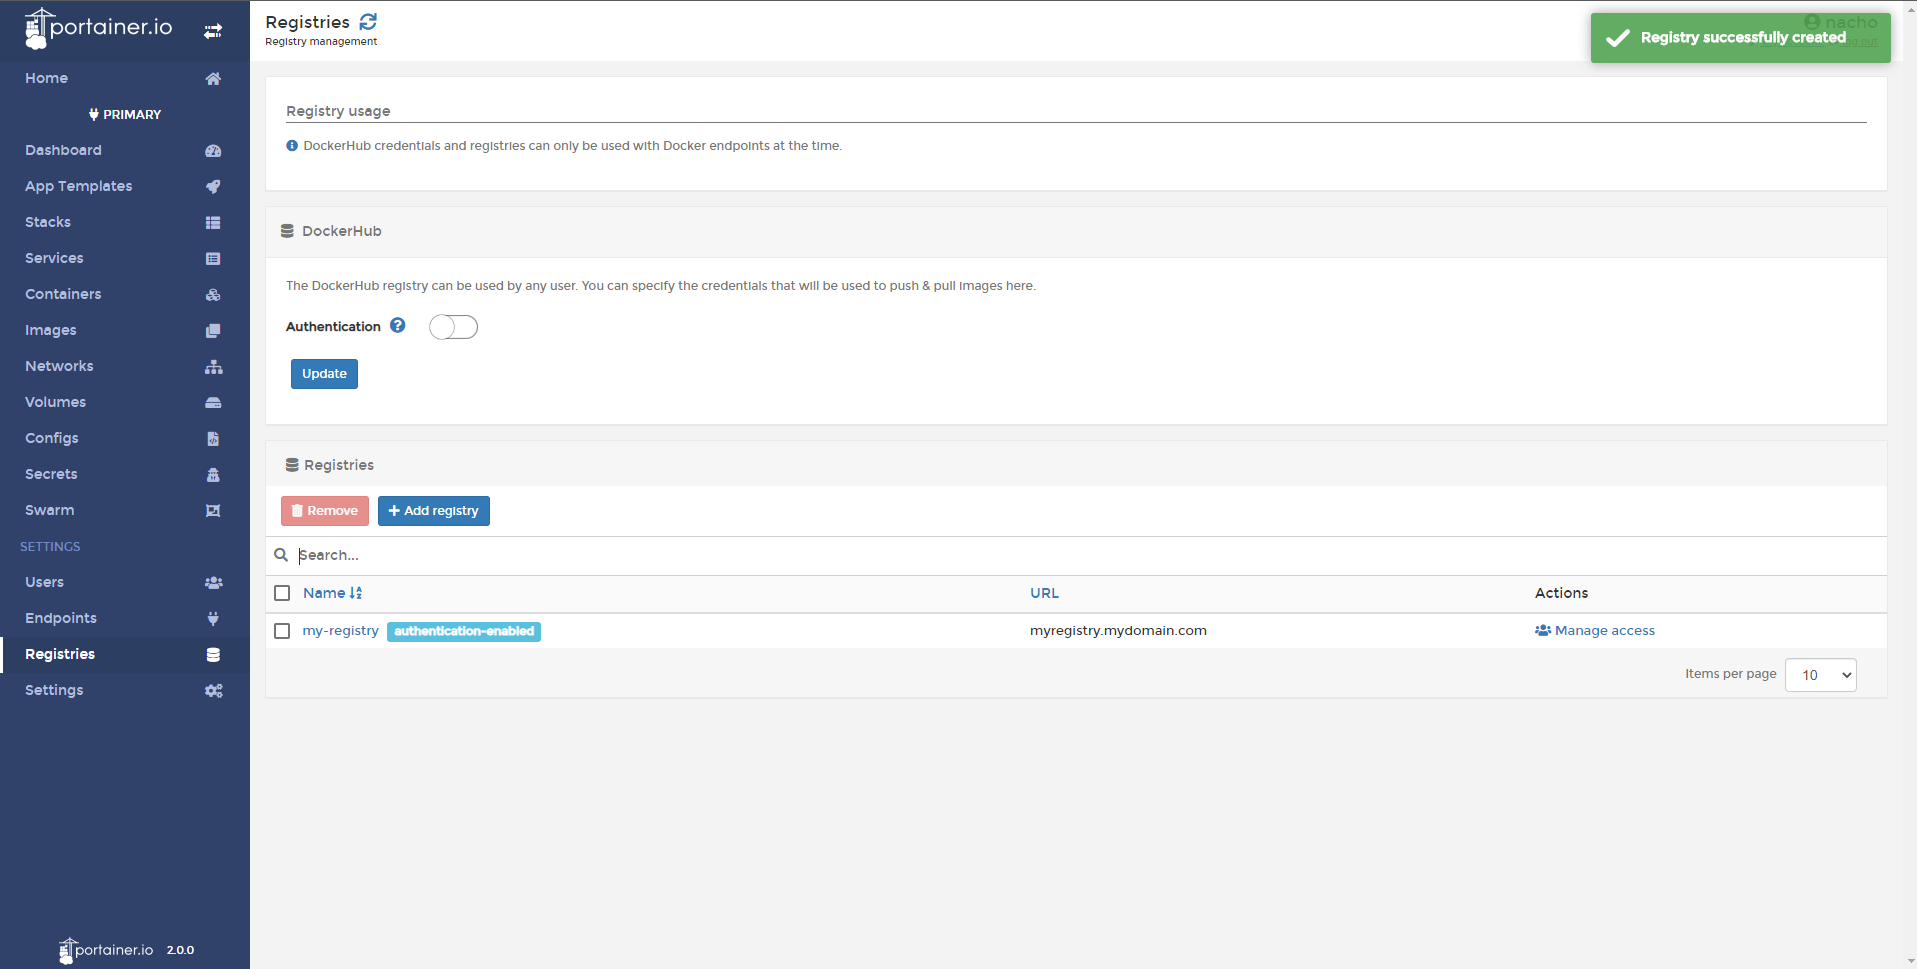 portainer.io
Home
PRIMARY
Dashboard
App Templates
Stacks
Services
Containers
Images
Networks
Volumes
Configs
Secrets
Swarm
SETTINGS
Users
Endpoints
Registries
Settings
portainer.io 2.0.0
Registries
Registry management
nacho
log out
Registry successfully created
Registry usage
DockerHub credentials and registries can only be used with Docker endpoints at the time.
DockerHub
The DockerHub registry can be used by any user. You can specify the credentials that will be used to push & pull images here.
Authentication
Update
Registries
Remove
Add registry
Search...
Name URL Actions
my-registry authentication-enabled myregistry.mydomain.com Manage access
Items per page 10